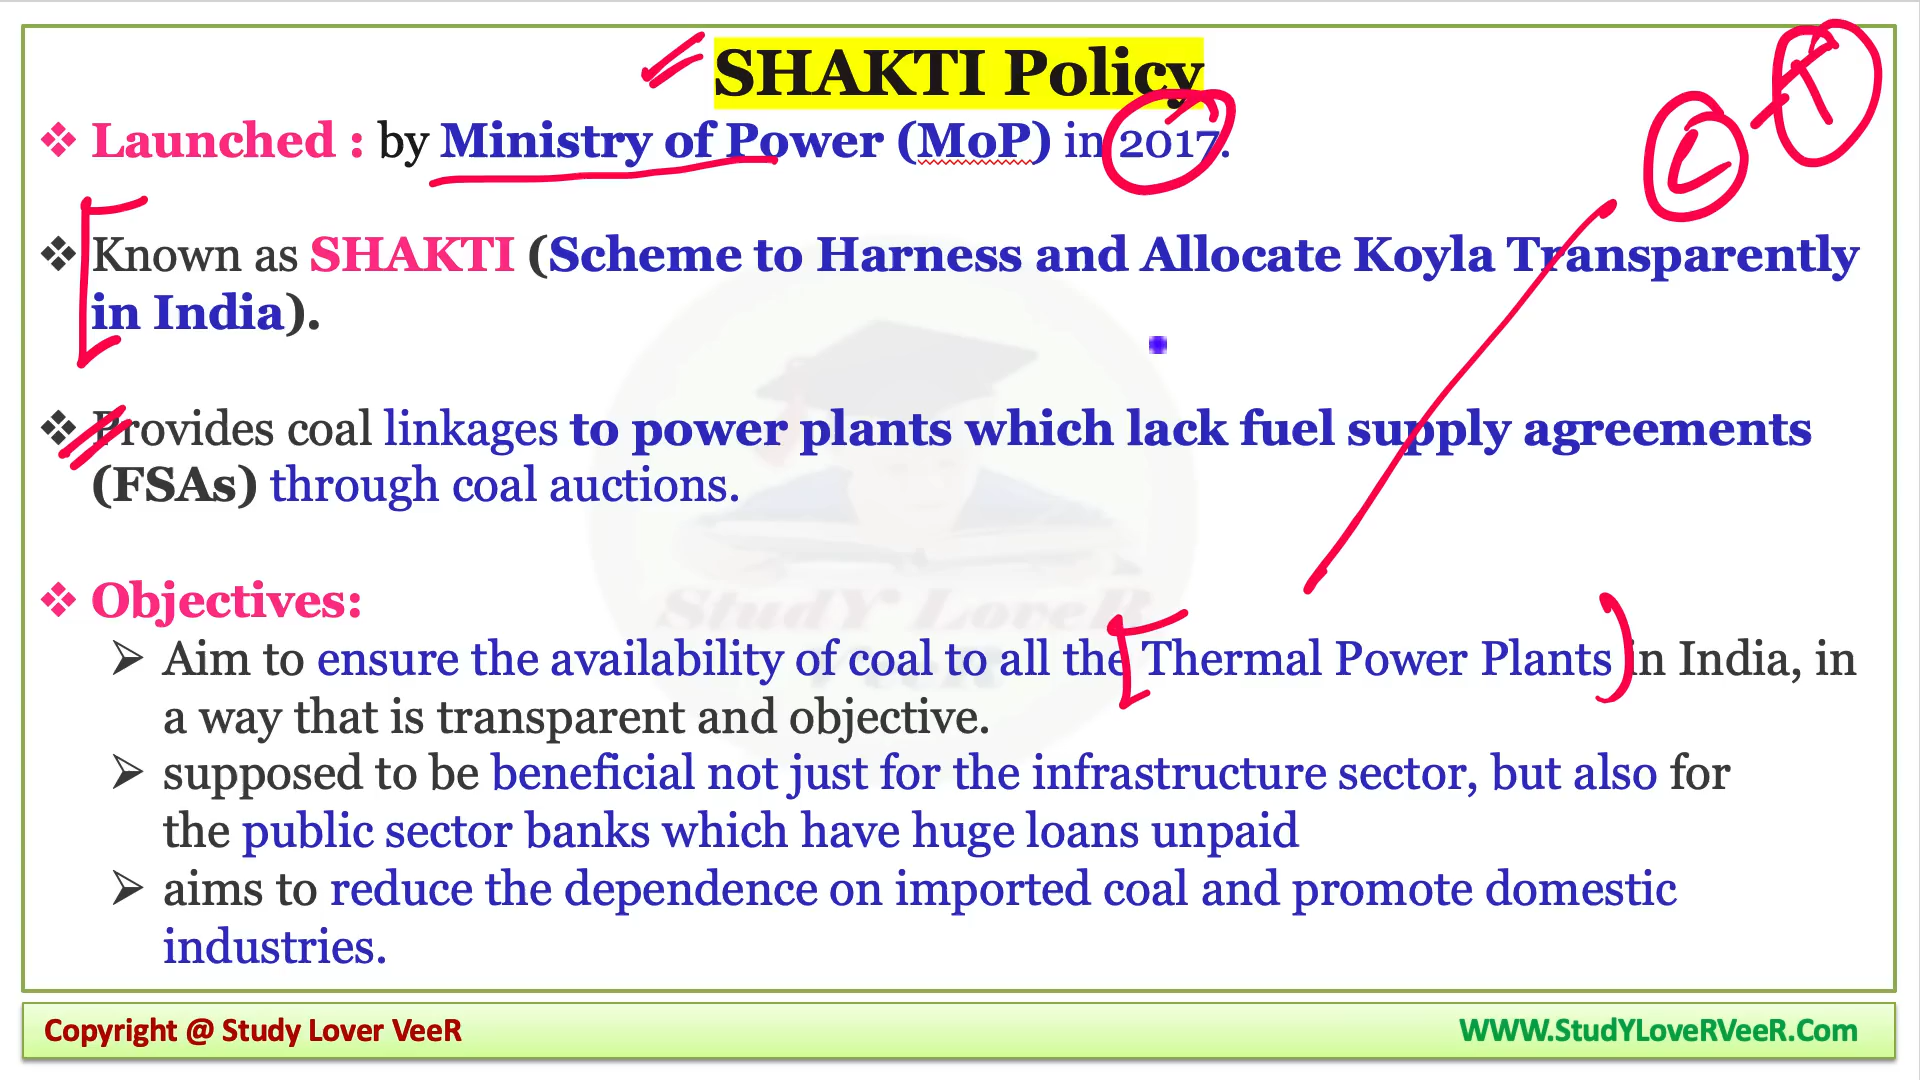 SHAKTI Policy
❖ Launched : by Ministry of Power (MoP) in 2017.
❖ Known as SHAKTI (Scheme to Harness and Allocate Koyla Transparently
in India).
❖ Provides coal linkages to power plants which lack fuel supply agreements
(FSAs) through coal auctions.
❖ Objectives:
➢ Aim to ensure the availability of coal to all the Thermal Power Plants in India, in
a way that is transparent and objective.
➢ supposed to be beneficial not just for the infrastructure sector, but also for
the public sector banks which have huge loans unpaid
➢ aims to reduce the dependence on imported coal and promote domestic
industries.
StudY LoveR
VeeR
Copyright @ Study Lover VeeR
WWW.StudYLoveRVeeR.Com